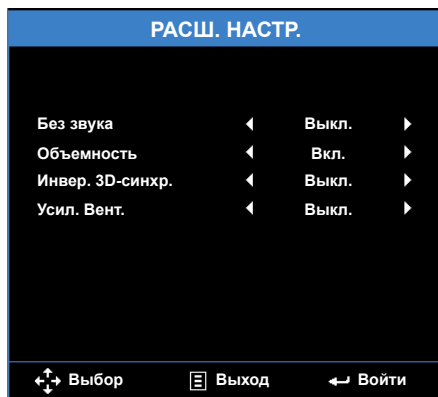 РАСШ. НАСТР.
Без звука Выкл.
Объемность Вкл.
Инвер. 3D-синхр. Выкл.
Усил. Вент. Выкл.
Выбор Выход Войти